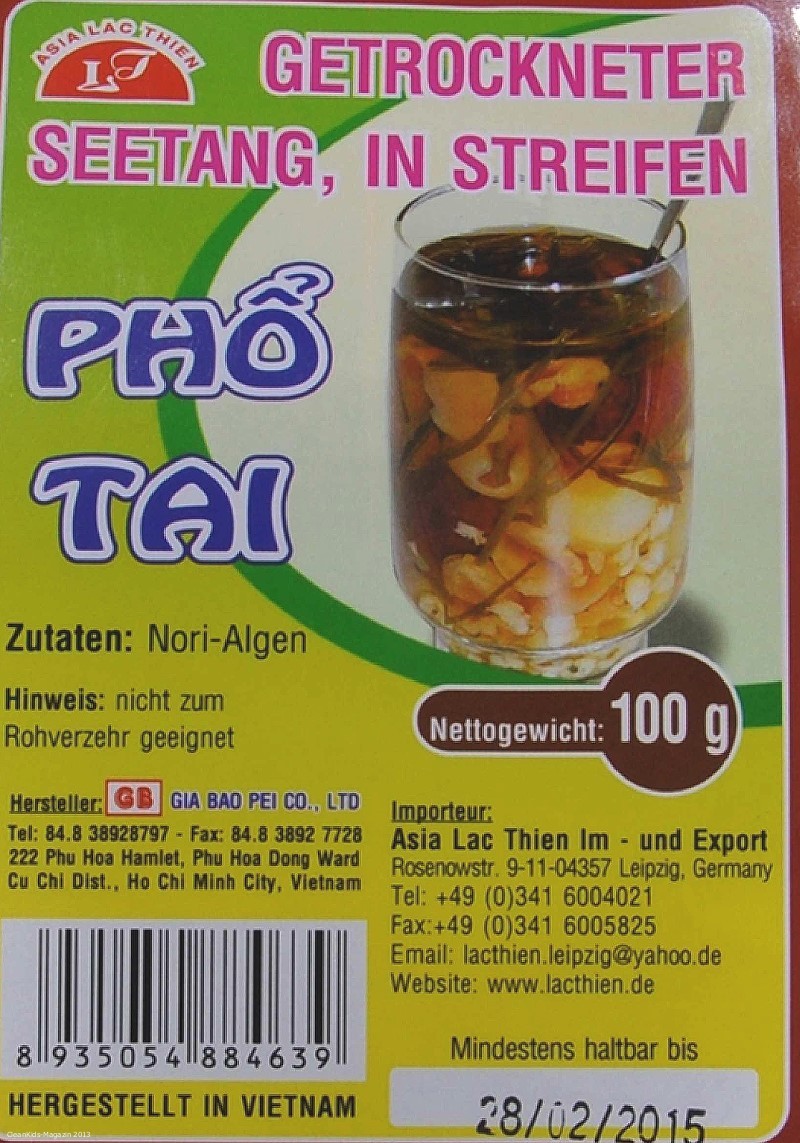 ASIA LAC THIEN
LT
GETROCKNETER
SEETANG, IN STREIFEN
PHỔ
TAI
Zutaten: Nori-Algen
Hinweis: nicht zum
Rohverzehr geeignet
Nettogewicht: 100 g
Hersteller: GB GIA BAO PEI CO., LTD
Tel: 84.8 38928797 - Fax: 84.8 3892 7728
222 Phu Hoa Hamlet, Phu Hoa Dong Ward
Cu Chi Dist., Ho Chi Minh City, Vietnam
Importeur:
Asia Lac Thien Im - und Export
Rosenowstr. 9-11-04357 Leipzig, Germany
Tel: +49 (0)341 6004021
Fax:+49 (0)341 6005825
Email: lacthien.leipzig@yahoo.de
Website: www.lacthien.de
8 935054 884639
HERGESTELLT IN VIETNAM
Mindestens haltbar bis
28/02/2015
CleanKids-Magazin 2013